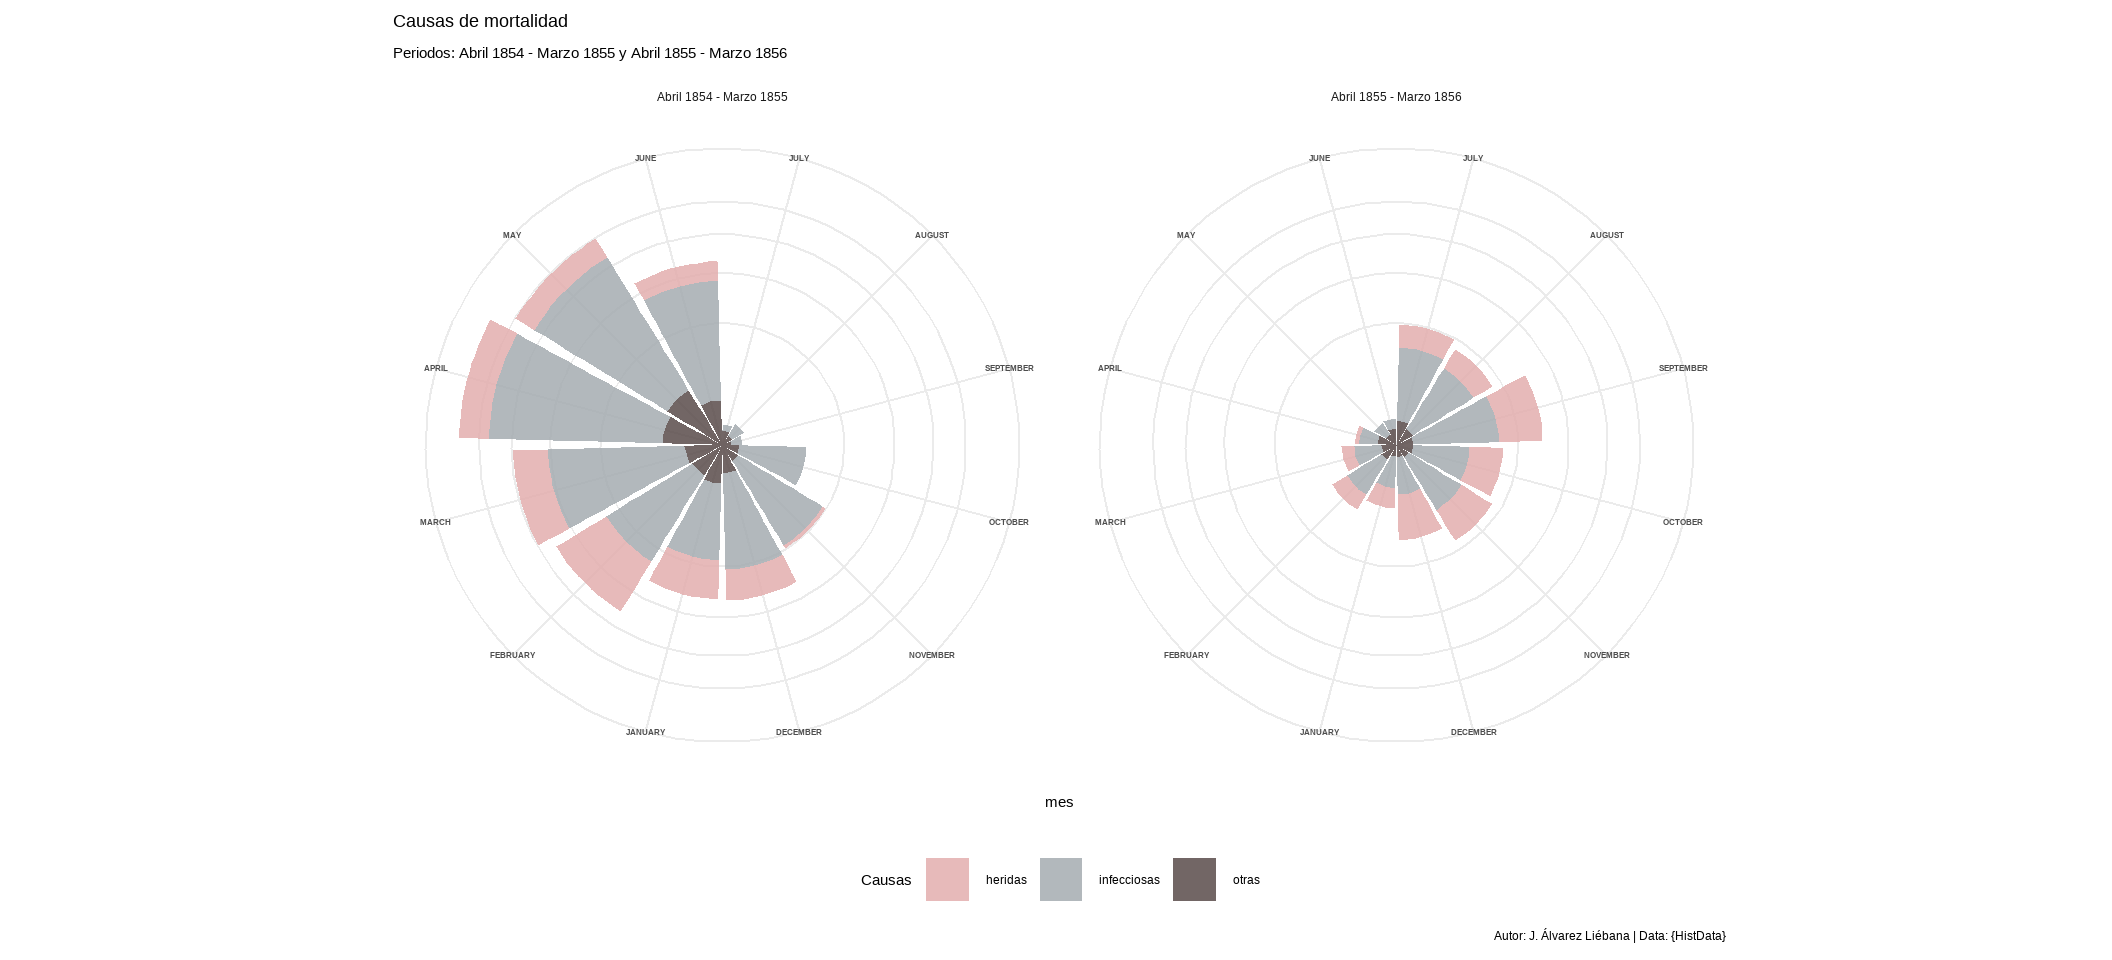 Causas de mortalidad
Periodos: Abril 1854 - Marzo 1855 y Abril 1855 - Marzo 1856
Abril 1854 - Marzo 1855
JUNE
JULY
MAY
AUGUST
APRIL
SEPTEMBER
MARCH
OCTOBER
FEBRUARY
NOVEMBER
JANUARY
DECEMBER
Abril 1855 - Marzo 1856
JUNE
JULY
MAY
AUGUST
APRIL
SEPTEMBER
MARCH
OCTOBER
FEBRUARY
NOVEMBER
JANUARY
DECEMBER
mes
Causas heridas infecciosas otras
Autor: J. Álvarez Liébana | Data: {HistData}